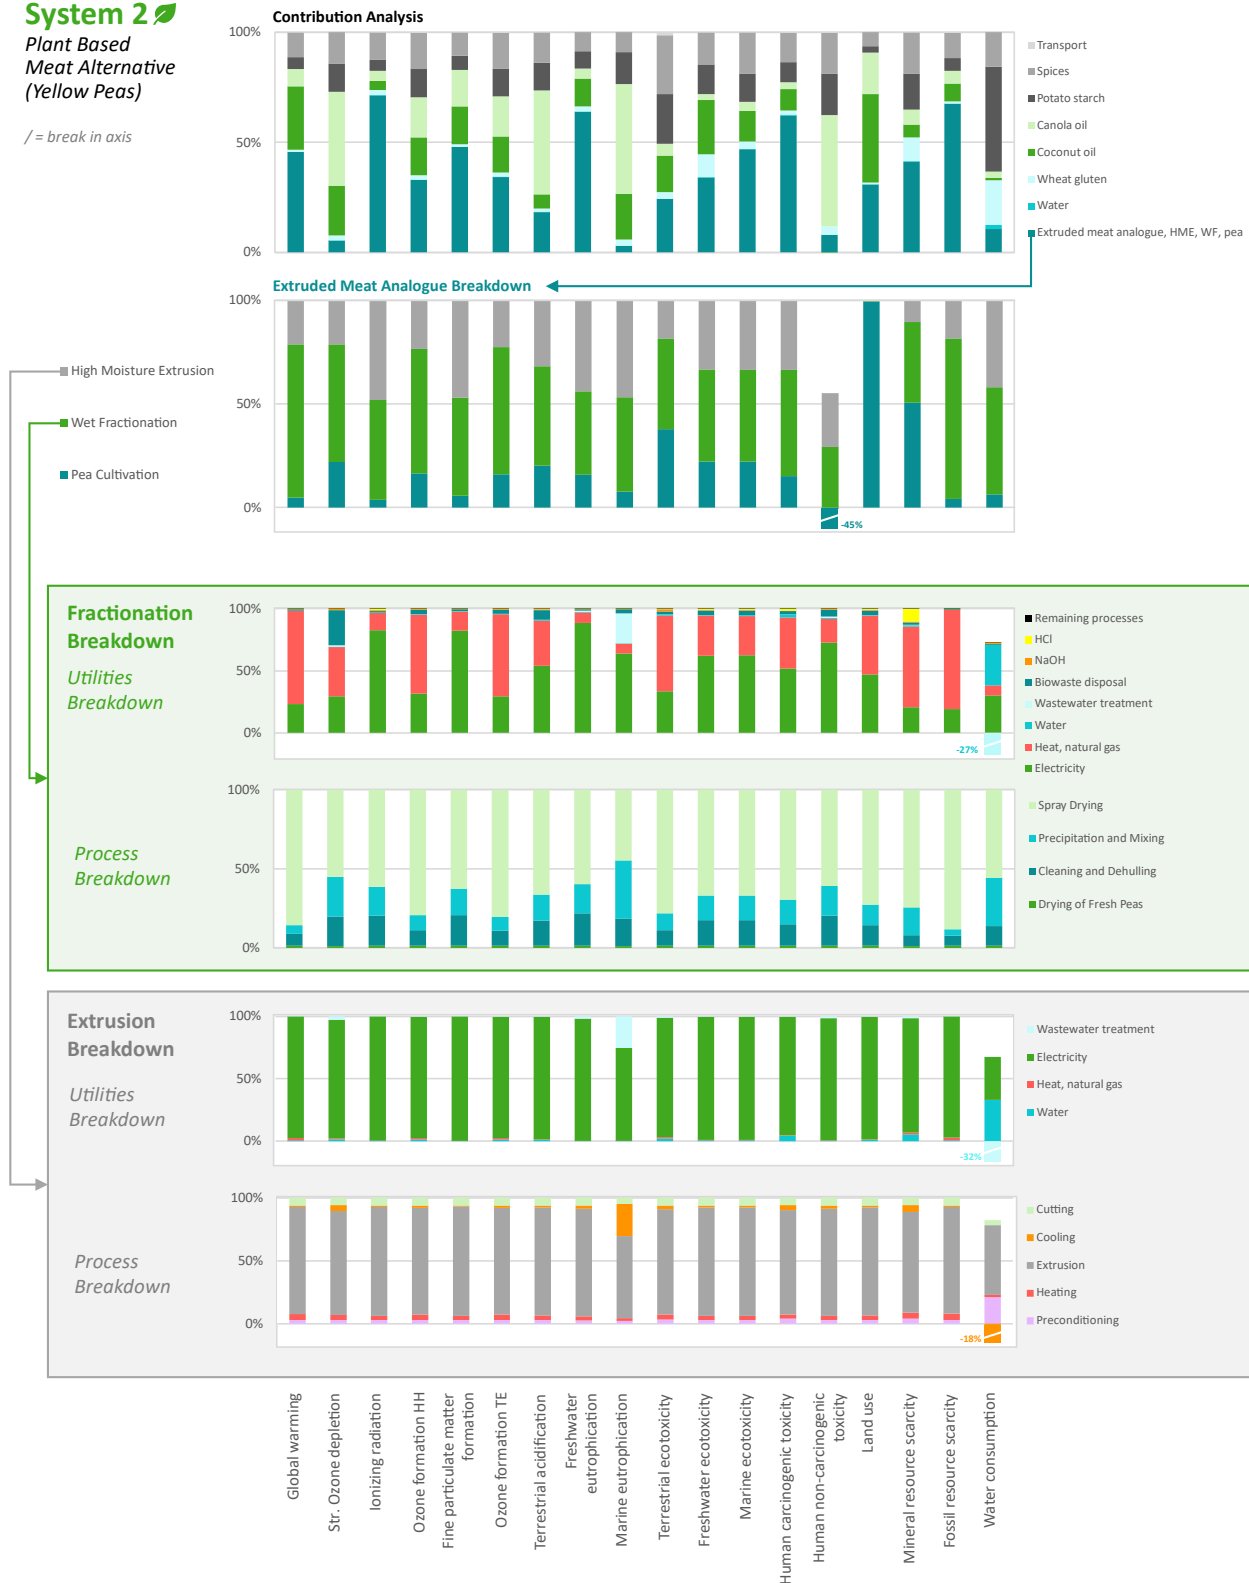 System 2
Plant Based
Meat Alternative
(Yellow Peas)
/ = break in axis
Contribution Analysis
100%
50%
0%
Transport
Spices
Potato starch
Canola oil
Coconut oil
Wheat gluten
Water
Extruded meat analogue, HME, WF, pea
Extruded Meat Analogue Breakdown
100%
50%
0%
-45%
High Moisture Extrusion
Wet Fractionation
Pea Cultivation
Fractionation
Breakdown
Utilities
Breakdown
100%
50%
0%
-27%
Remaining processes
HCl
NaOH
Biowaste disposal
Wastewater treatment
Water
Heat, natural gas
Electricity
Process
Breakdown
100%
50%
0%
Spray Drying
Precipitation and Mixing
Cleaning and Dehulling
Drying of Fresh Peas
Extrusion
Breakdown
Utilities
Breakdown
100%
50%
0%
-32%
Wastewater treatment
Electricity
Heat, natural gas
Water
Process
Breakdown
100%
50%
0%
-18%
Cutting
Cooling
Extrusion
Heating
Preconditioning
Global warming
Str. Ozone depletion
Ionizing radiation
Ozone formation HH
Fine particulate matter
formation
Ozone formation TE
Terrestrial acidification
Freshwater
eutrophication
Marine eutrophication
Terrestrial ecotoxicity
Freshwater ecotoxicity
Marine ecotoxicity
Human carcinogenic toxicity
Human non-carcinogenic
toxicity
Land use
Mineral resource scarcity
Fossil resource scarcity
Water consumption